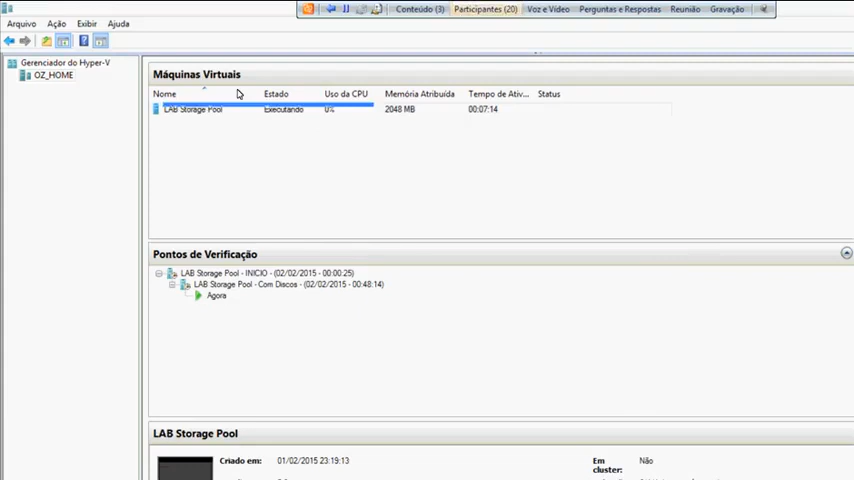 Conteúdo (3) Participantes (20) Voz e Vídeo Perguntas e Respostas Reunião Gravação
Arquivo Ação Exibir Ajuda
Gerenciador do Hyper-V
OZ_HOME
Máquinas Virtuais
Nome Estado Uso da CPU Memória Atribuída Tempo de Ativ... Status
LAB Storage Pool Executando 0% 2048 MB 00:07:14
Pontos de Verificação
LAB Storage Pool - INICIO - (02/02/2015 - 00:00:25)
LAB Storage Pool - Com Discos - (02/02/2015 - 00:48:14)
Agora
LAB Storage Pool
Criado em: 01/02/2015 23:19:13 Em cluster: Não